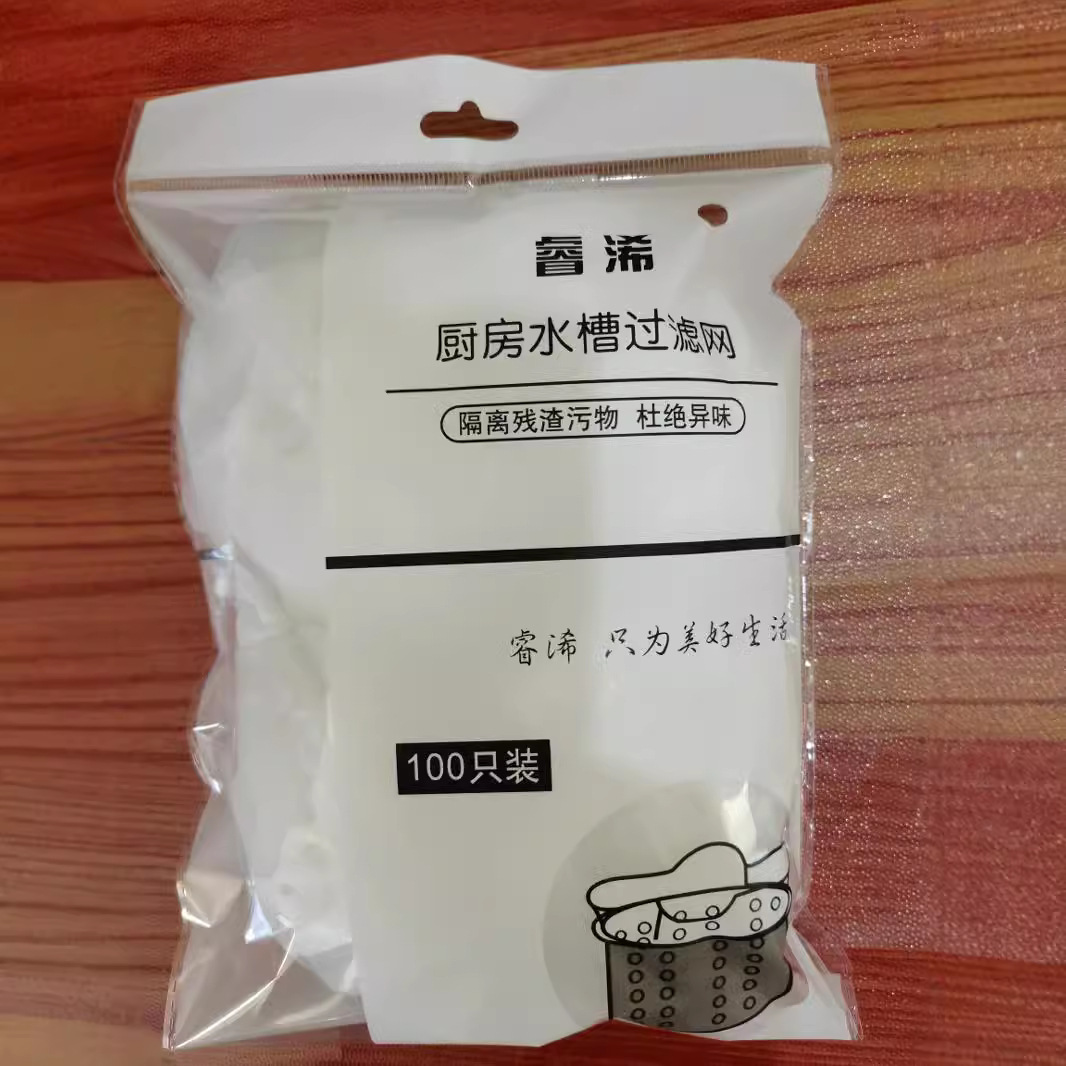 睿浠
厨房水槽过滤网
隔离残渣污物 杜绝异味
睿浠 只为美好生活
100只装